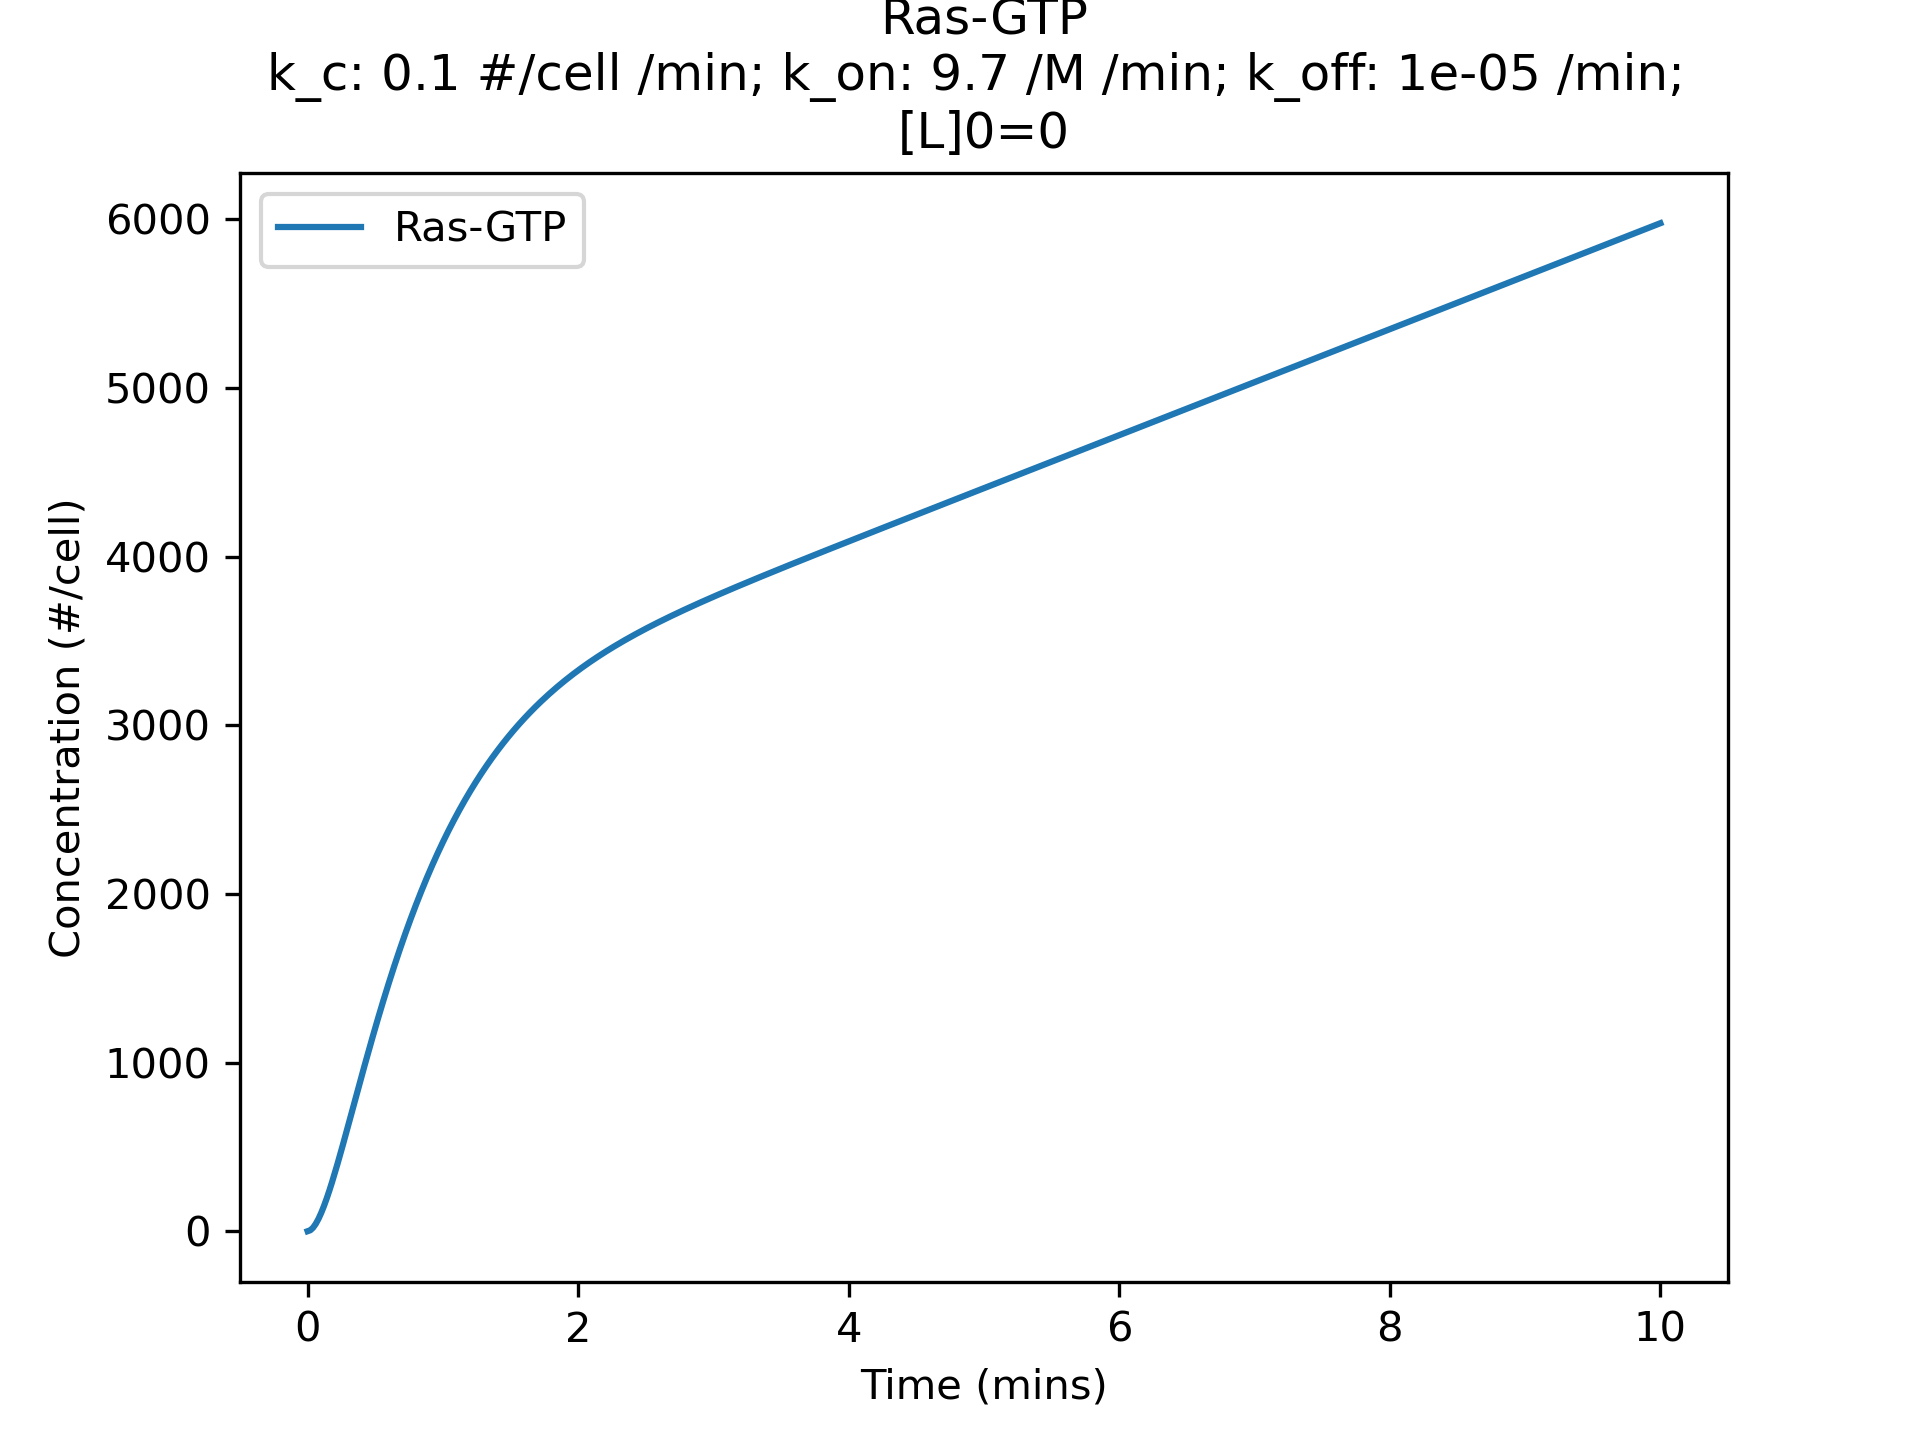 Ras-GTP
k_c: 0.1 #/cell /min; k_on: 9.7 /M /min; k_off: 1e-05 /min;
[L]0=0
Ras-GTP
6000
5000
4000
3000
2000
1000
0
Concentration (#/cell)
0 2 4 6 8 10
Time (mins)